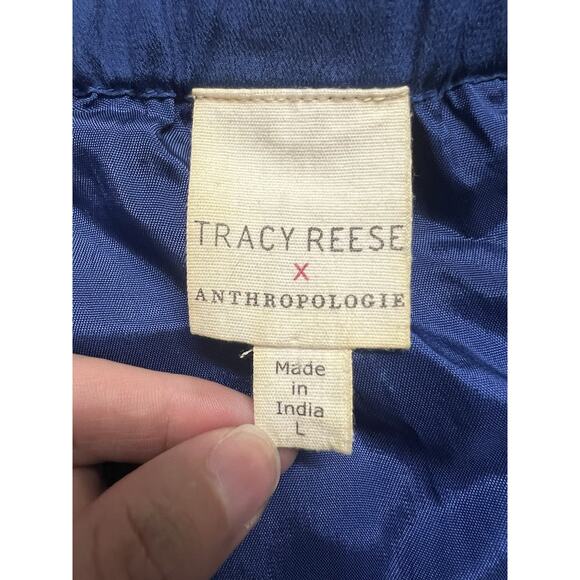 TRACY REESE
X
ANTHROPOLOGIE
Made
in
India
L